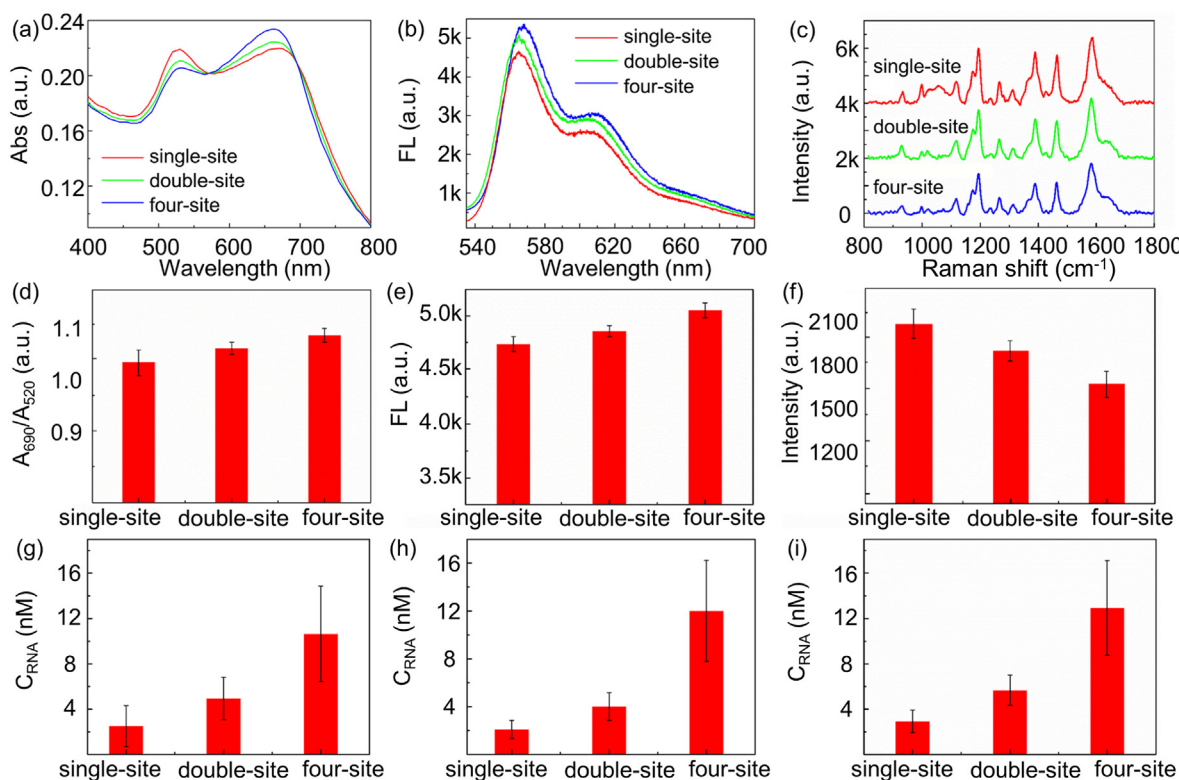 (a)
Abs (a.u.)
0.24
0.20
0.16
0.12
single-site
double-site
four-site
400 500 600 700 800
Wavelength (nm)
(b)
FL (a.u.)
5k
4k
3k
2k
1k
single-site
double-site
four-site
540 580 620 660 700
Wavelength (nm)
(c)
Intensity (a.u.)
6k
4k
2k
0
single-site
double-site
four-site
800 1000 1200 1400 1600 1800
Raman shift (cm⁻¹)
(d)
A₆₉₀/A₅₂₀ (a.u.)
1.1
1.0
0.9
single-site double-site four-site
(e)
FL (a.u.)
5.0k
4.5k
4.0k
3.5k
single-site double-site four-site
(f)
Intensity (a.u.)
2100
1800
1500
1200
single-site double-site four-site
(g)
C_RNA (nM)
16
12
8
4
single-site double-site four-site
(h)
C_RNA (nM)
16
12
8
4
single-site double-site four-site
(i)
C_RNA (nM)
16
12
8
4
single-site double-site four-site